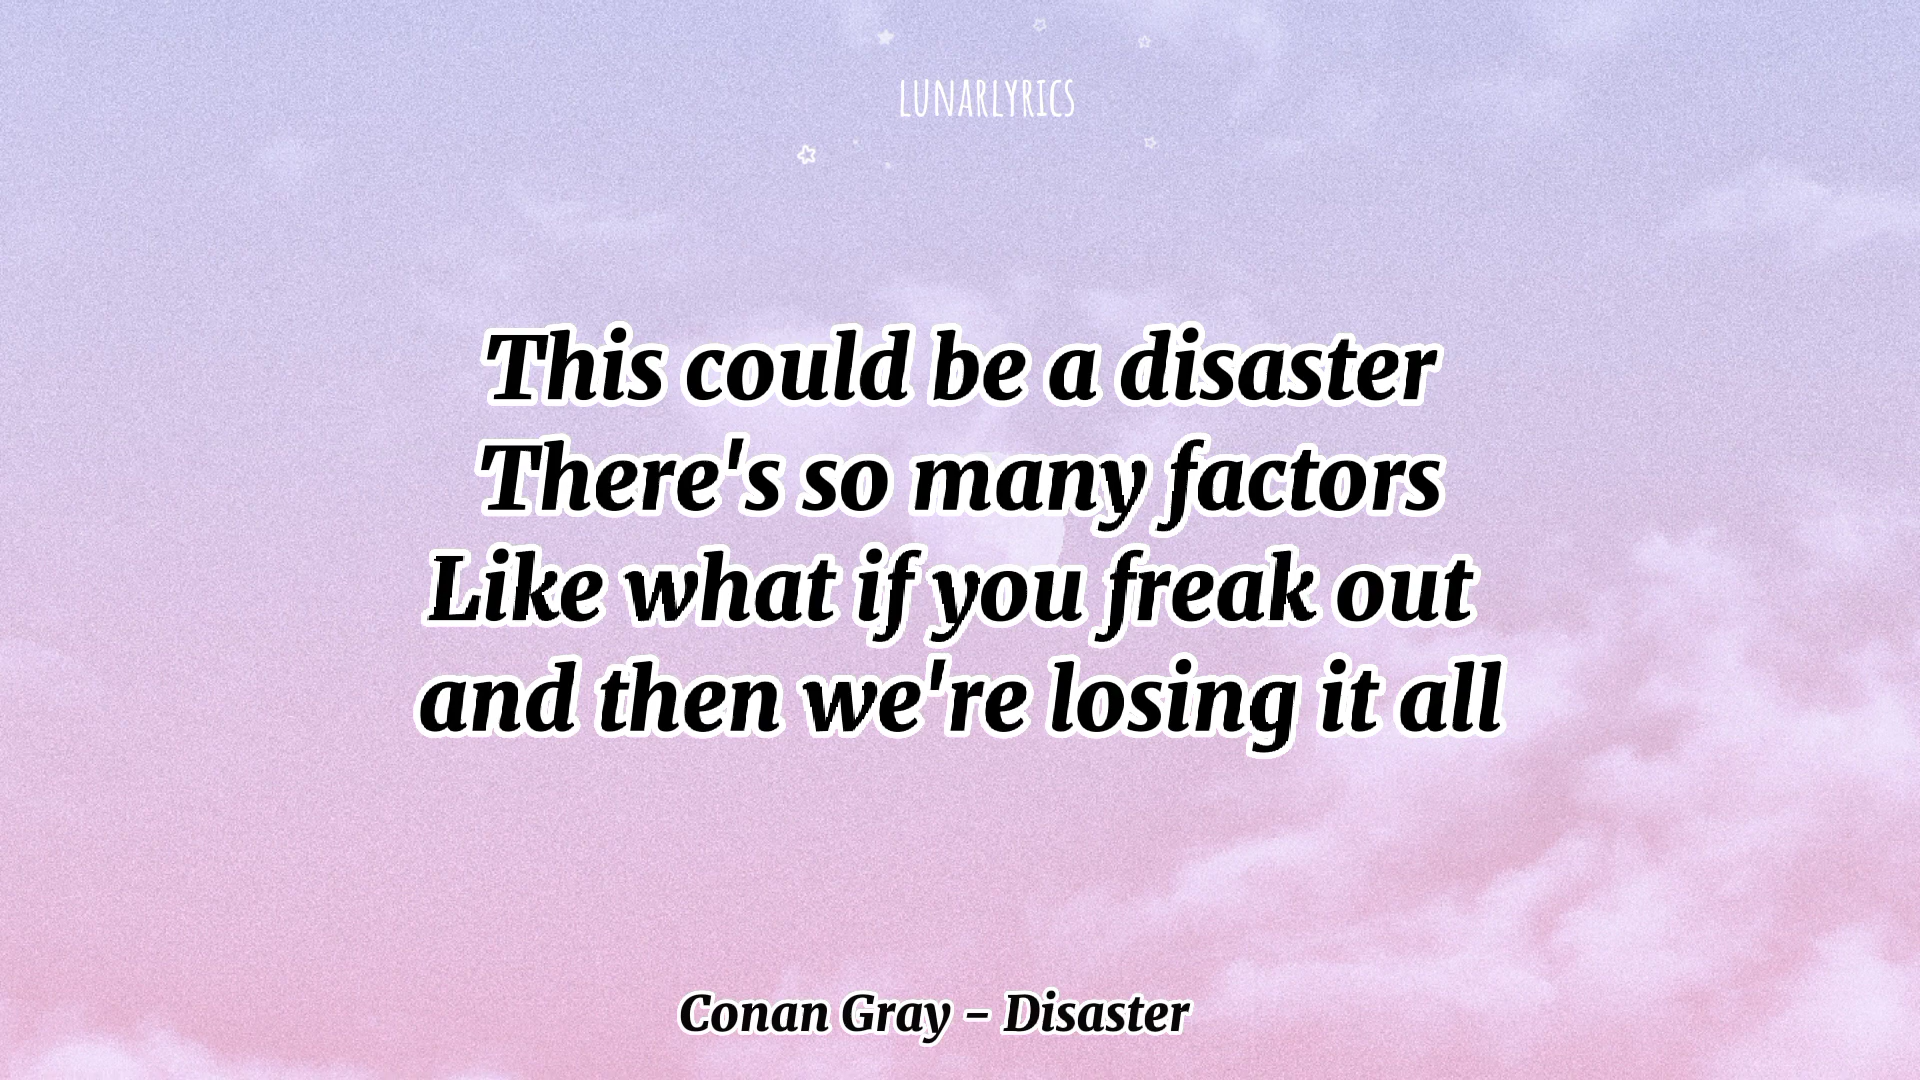 LUNARLYRICS
This could be a disaster
There's so many factors
Like what if you freak out
and then we're losing it all
Conan Gray - Disaster